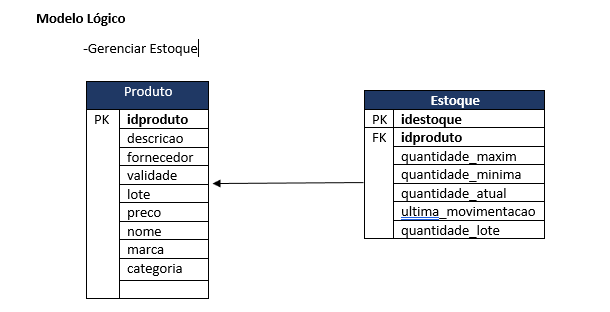 Modelo Lógico
-Gerenciar Estoque
Produto
PK idproduto
descricao
fornecedor
validade
lote
preco
nome
marca
categoria
Estoque
PK idestoque
FK idproduto
quantidade_maxim
quantidade_minima
quantidade_atual
ultima_movimentacao
quantidade_lote